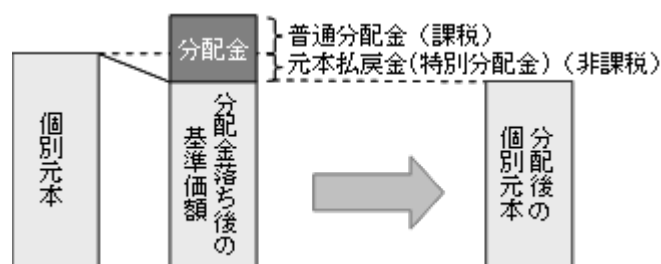 分配金
普通分配金（課税）
元本払戻金(特別分配金)（非課税）
個別元本
分配金落ち後の
基準価額
分配後の
個別元本